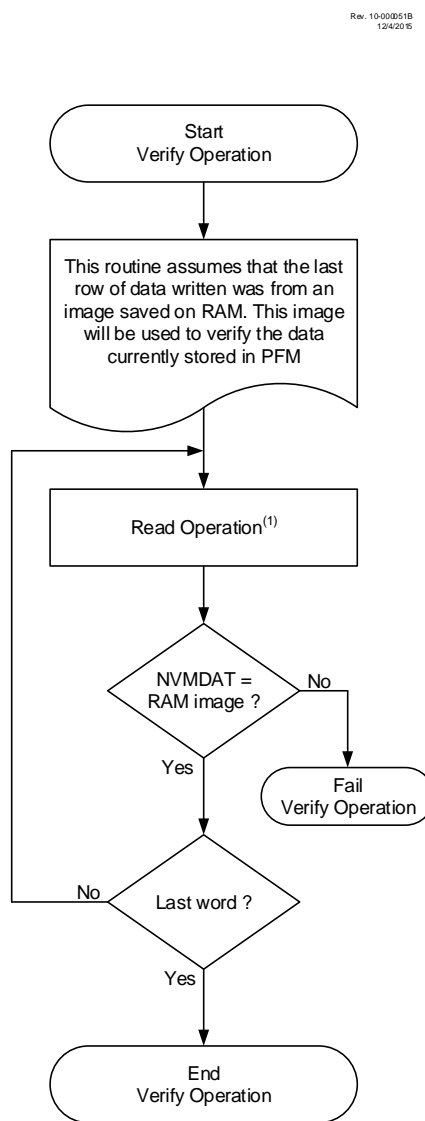 Rev. 10-000051B
12/4/2015
Start
Verify Operation
This routine assumes that the last
row of data written was from an
image saved on RAM. This image
will be used to verify the data
currently stored in PFM
Read Operation(1)
NVMDAT =
RAM image ?
No
Yes
Fail
Verify Operation
No
Last word ?
Yes
End
Verify Operation